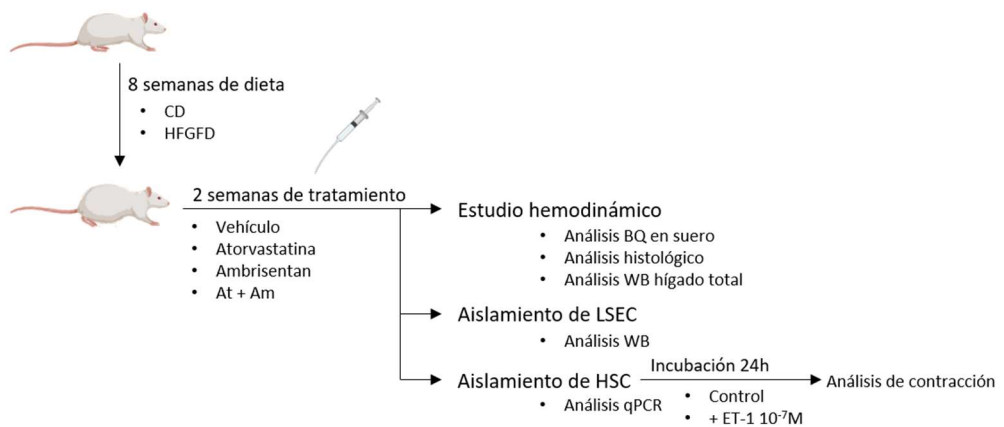 8 semanas de dieta
• CD
• HFGFD
2 semanas de tratamiento
• Vehículo
• Atorvastatina
• Ambrisentan
• At + Am
Estudio hemodinámico
• Análisis BQ en suero
• Análisis histológico
• Análisis WB hígado total
Aislamiento de LSEC
• Análisis WB
Aislamiento de HSC
• Análisis qPCR
Incubación 24h
• Control
• + ET-1 10⁻⁷M
Análisis de contracción